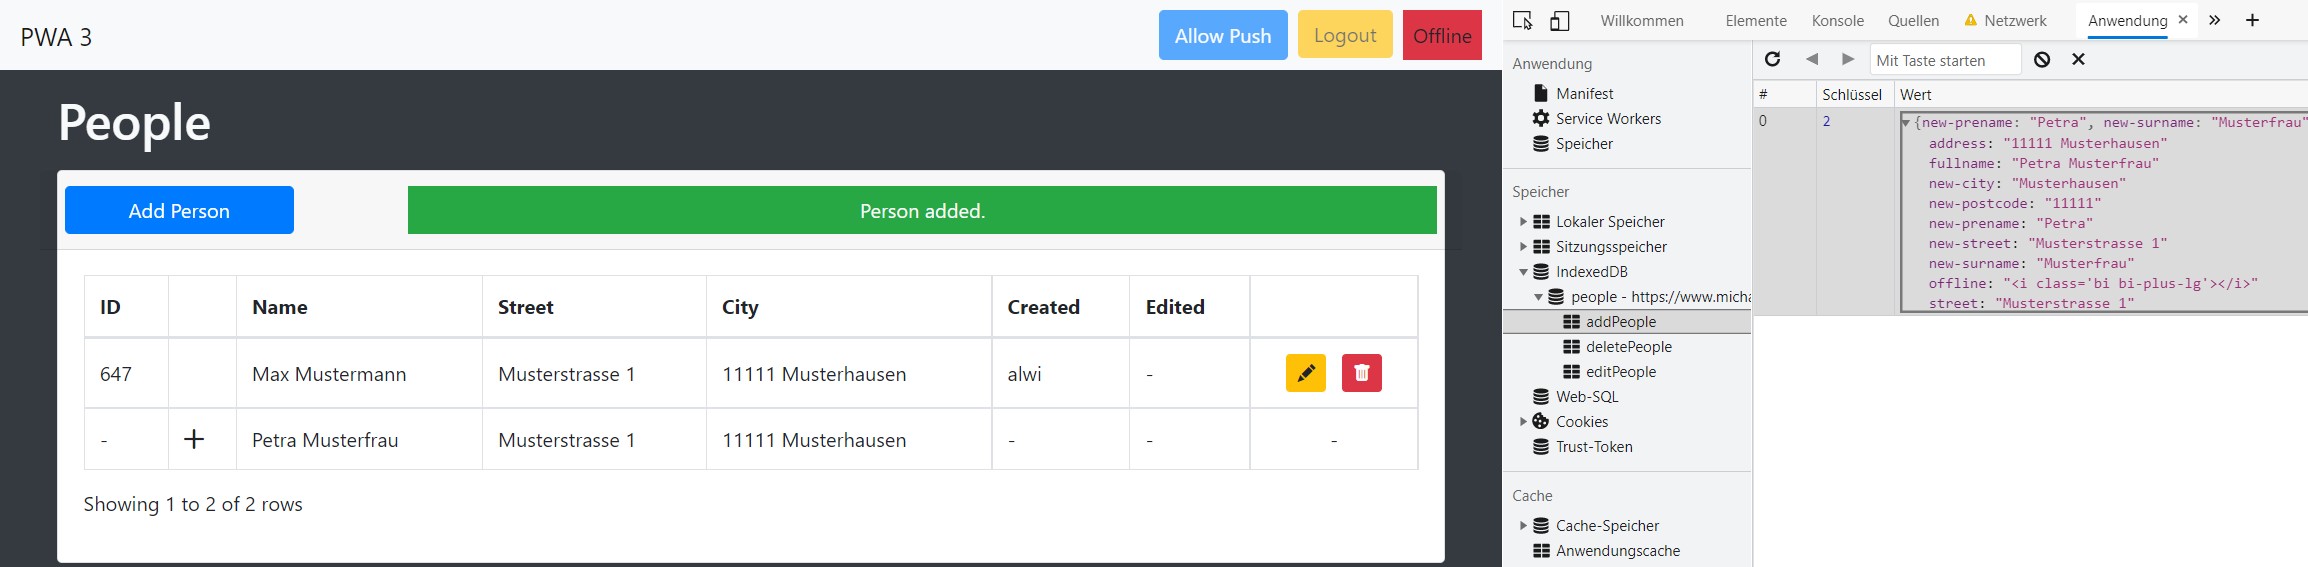 PWA 3
Allow Push
Logout
Offline
People
Add Person
Person added.
ID Name Street City Created Edited
647 Max Mustermann Musterstrasse 1 11111 Musterhausen alwi -
- Petra Musterfrau Musterstrasse 1 11111 Musterhausen - - -
Showing 1 to 2 of 2 rows
Willkommen Elemente Konsole Quellen Netzwerk Anwendung
Anwendung
Manifest
Service Workers
Speicher
Speicher
Lokaler Speicher
Sitzungsspeicher
IndexedDB
people - https://www.micha
addPeople
deletePeople
editPeople
Web-SQL
Cookies
Trust-Token
Cache
Cache-Speicher
Anwendungscache
Mit Taste starten
# Schlüssel Wert
0 2 {new-prename: "Petra", new-surname: "Musterfrau"
address: "11111 Musterhausen"
fullname: "Petra Musterfrau"
new-city: "Musterhausen"
new-postcode: "11111"
new-prename: "Petra"
new-street: "Musterstrasse 1"
new-surname: "Musterfrau"
offline: "<i class='bi bi-plus-lg'></i>"
street: "Musterstrasse 1"